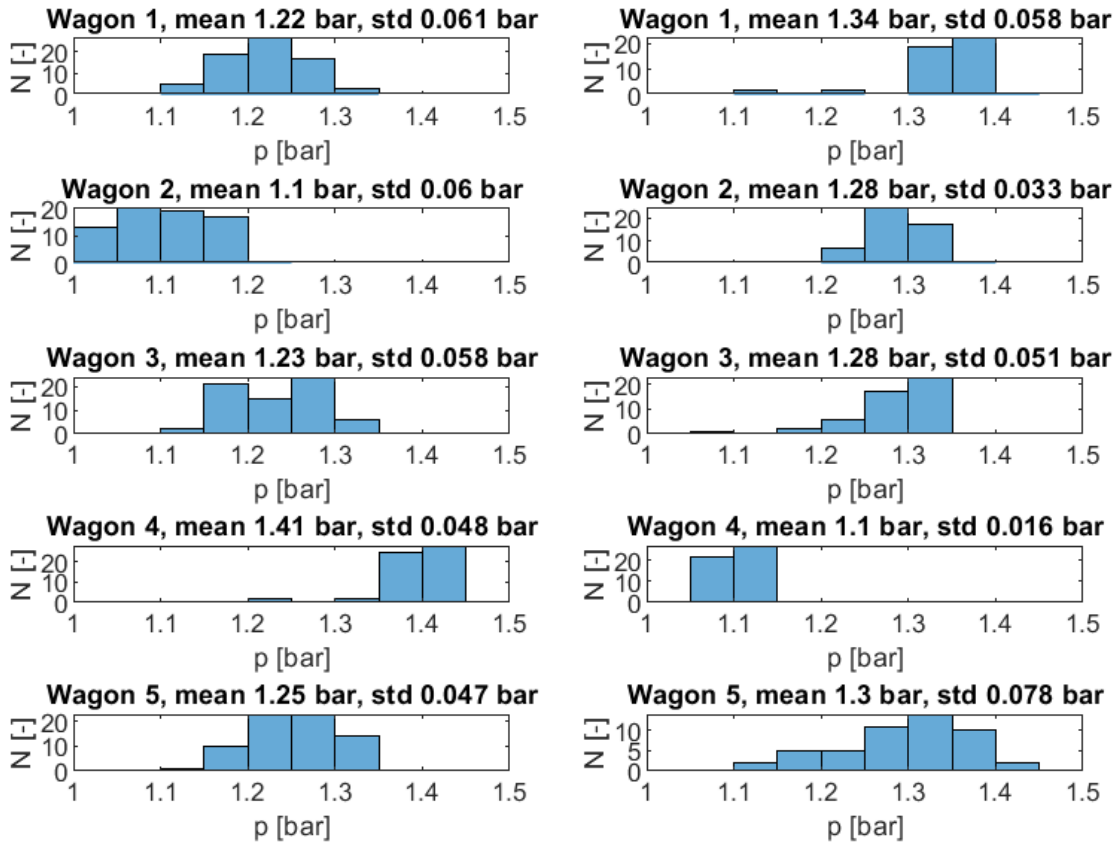 Wagon 1, mean 1.22 bar, std 0.061 bar
N [-]
20
10
0
1 1.1 1.2 1.3 1.4 1.5
p [bar]
Wagon 1, mean 1.34 bar, std 0.058 bar
N [-]
20
10
0
1 1.1 1.2 1.3 1.4 1.5
p [bar]
Wagon 2, mean 1.1 bar, std 0.06 bar
N [-]
20
10
0
1 1.1 1.2 1.3 1.4 1.5
p [bar]
Wagon 2, mean 1.28 bar, std 0.033 bar
N [-]
20
10
0
1 1.1 1.2 1.3 1.4 1.5
p [bar]
Wagon 3, mean 1.23 bar, std 0.058 bar
N [-]
20
10
0
1 1.1 1.2 1.3 1.4 1.5
p [bar]
Wagon 3, mean 1.28 bar, std 0.051 bar
N [-]
20
10
0
1 1.1 1.2 1.3 1.4 1.5
p [bar]
Wagon 4, mean 1.41 bar, std 0.048 bar
N [-]
20
10
0
1 1.1 1.2 1.3 1.4 1.5
p [bar]
Wagon 4, mean 1.1 bar, std 0.016 bar
N [-]
20
10
0
1 1.1 1.2 1.3 1.4 1.5
p [bar]
Wagon 5, mean 1.25 bar, std 0.047 bar
N [-]
20
10
0
1 1.1 1.2 1.3 1.4 1.5
p [bar]
Wagon 5, mean 1.3 bar, std 0.078 bar
N [-]
10
5
0
1 1.1 1.2 1.3 1.4 1.5
p [bar]